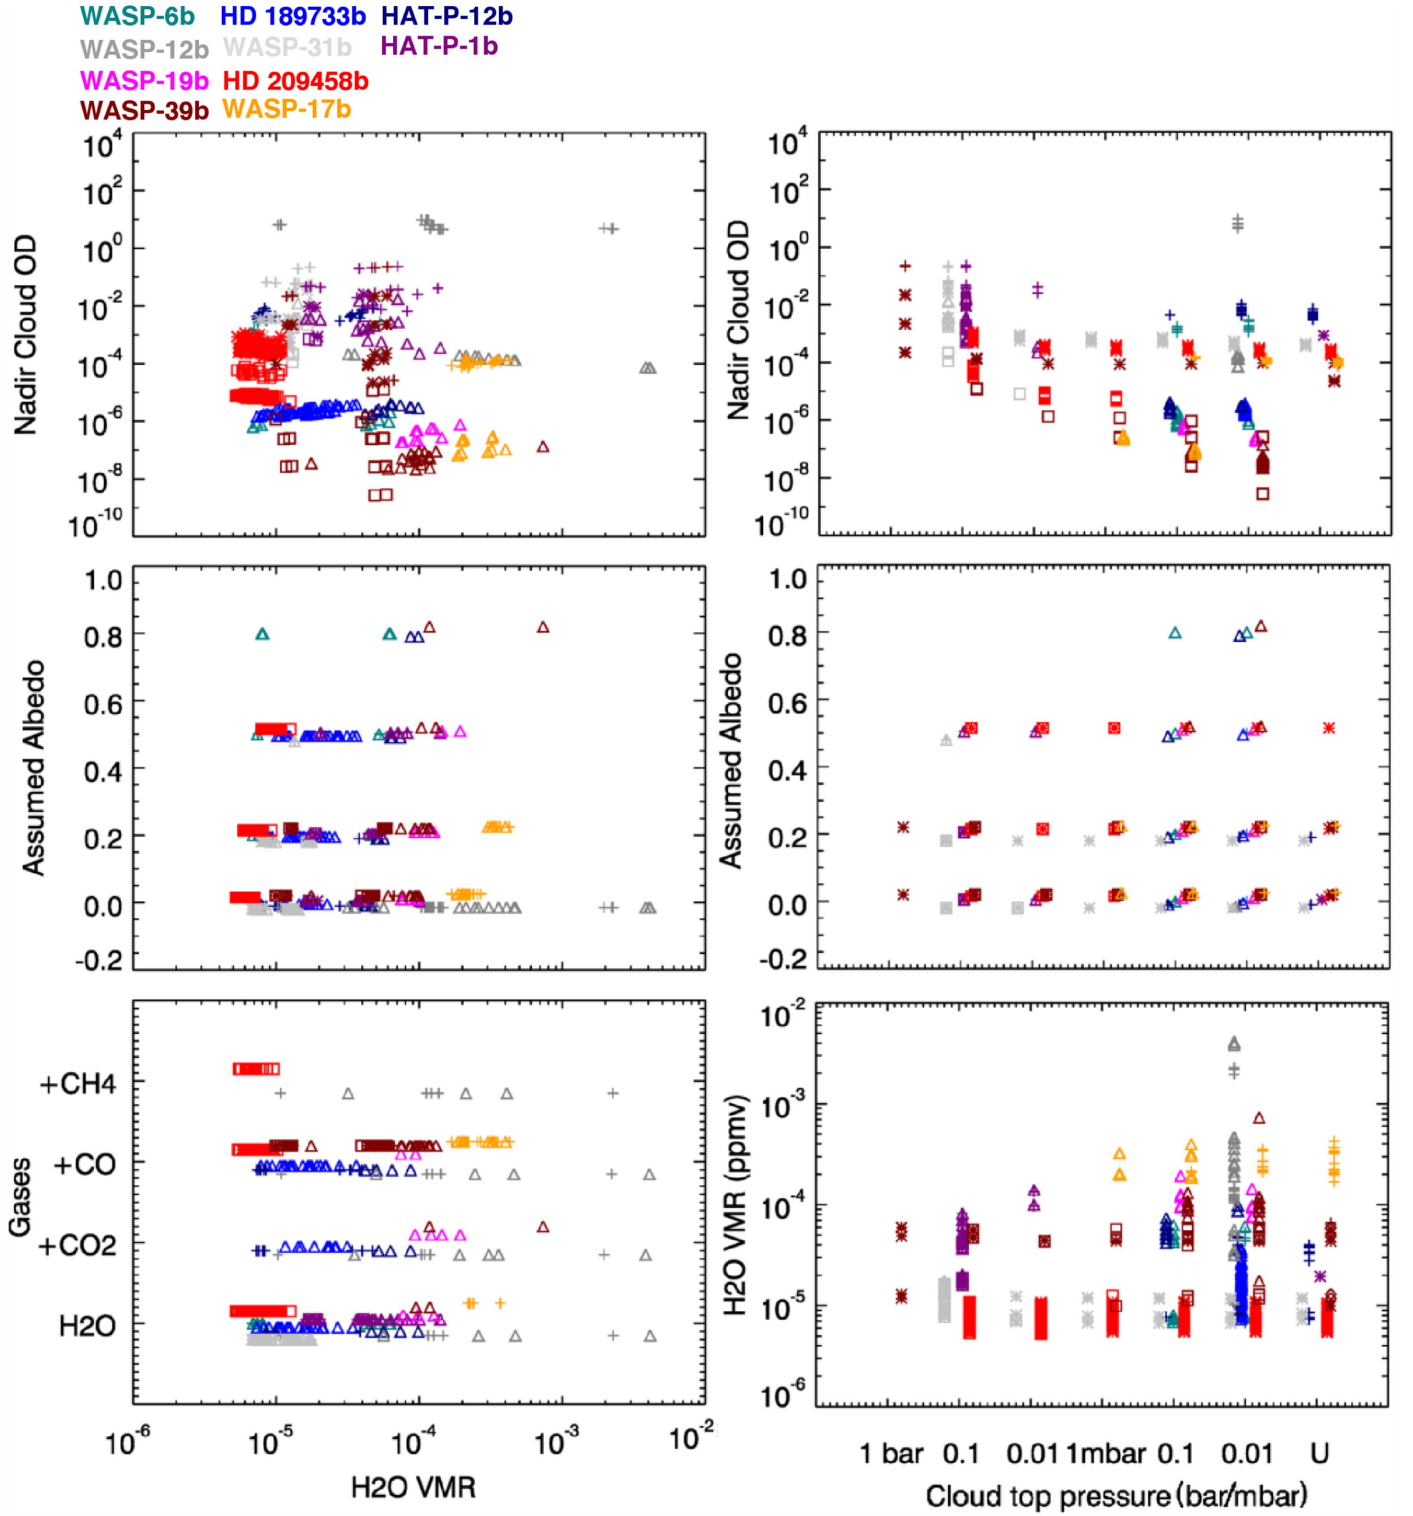 WASP-6b HD 189733b HAT-P-12b
WASP-12b WASP-31b HAT-P-1b
WASP-19b HD 209458b
WASP-39b WASP-17b
Nadir Cloud OD
10^4
10^2
10^0
10^-2
10^-4
10^-6
10^-8
10^-10
Nadir Cloud OD
10^4
10^2
10^0
10^-2
10^-4
10^-6
10^-8
10^-10
Assumed Albedo
1.0
0.8
0.6
0.4
0.2
0.0
-0.2
Assumed Albedo
1.0
0.8
0.6
0.4
0.2
0.0
-0.2
Gases
+CH4
+CO
+CO2
H2O
10^-6 10^-5 10^-4 10^-3 10^-2
H2O VMR
H2O VMR (ppmv)
10^-2
10^-3
10^-4
10^-5
10^-6
1 bar 0.1 0.01 1mbar 0.1 0.01 U
Cloud top pressure (bar/mbar)